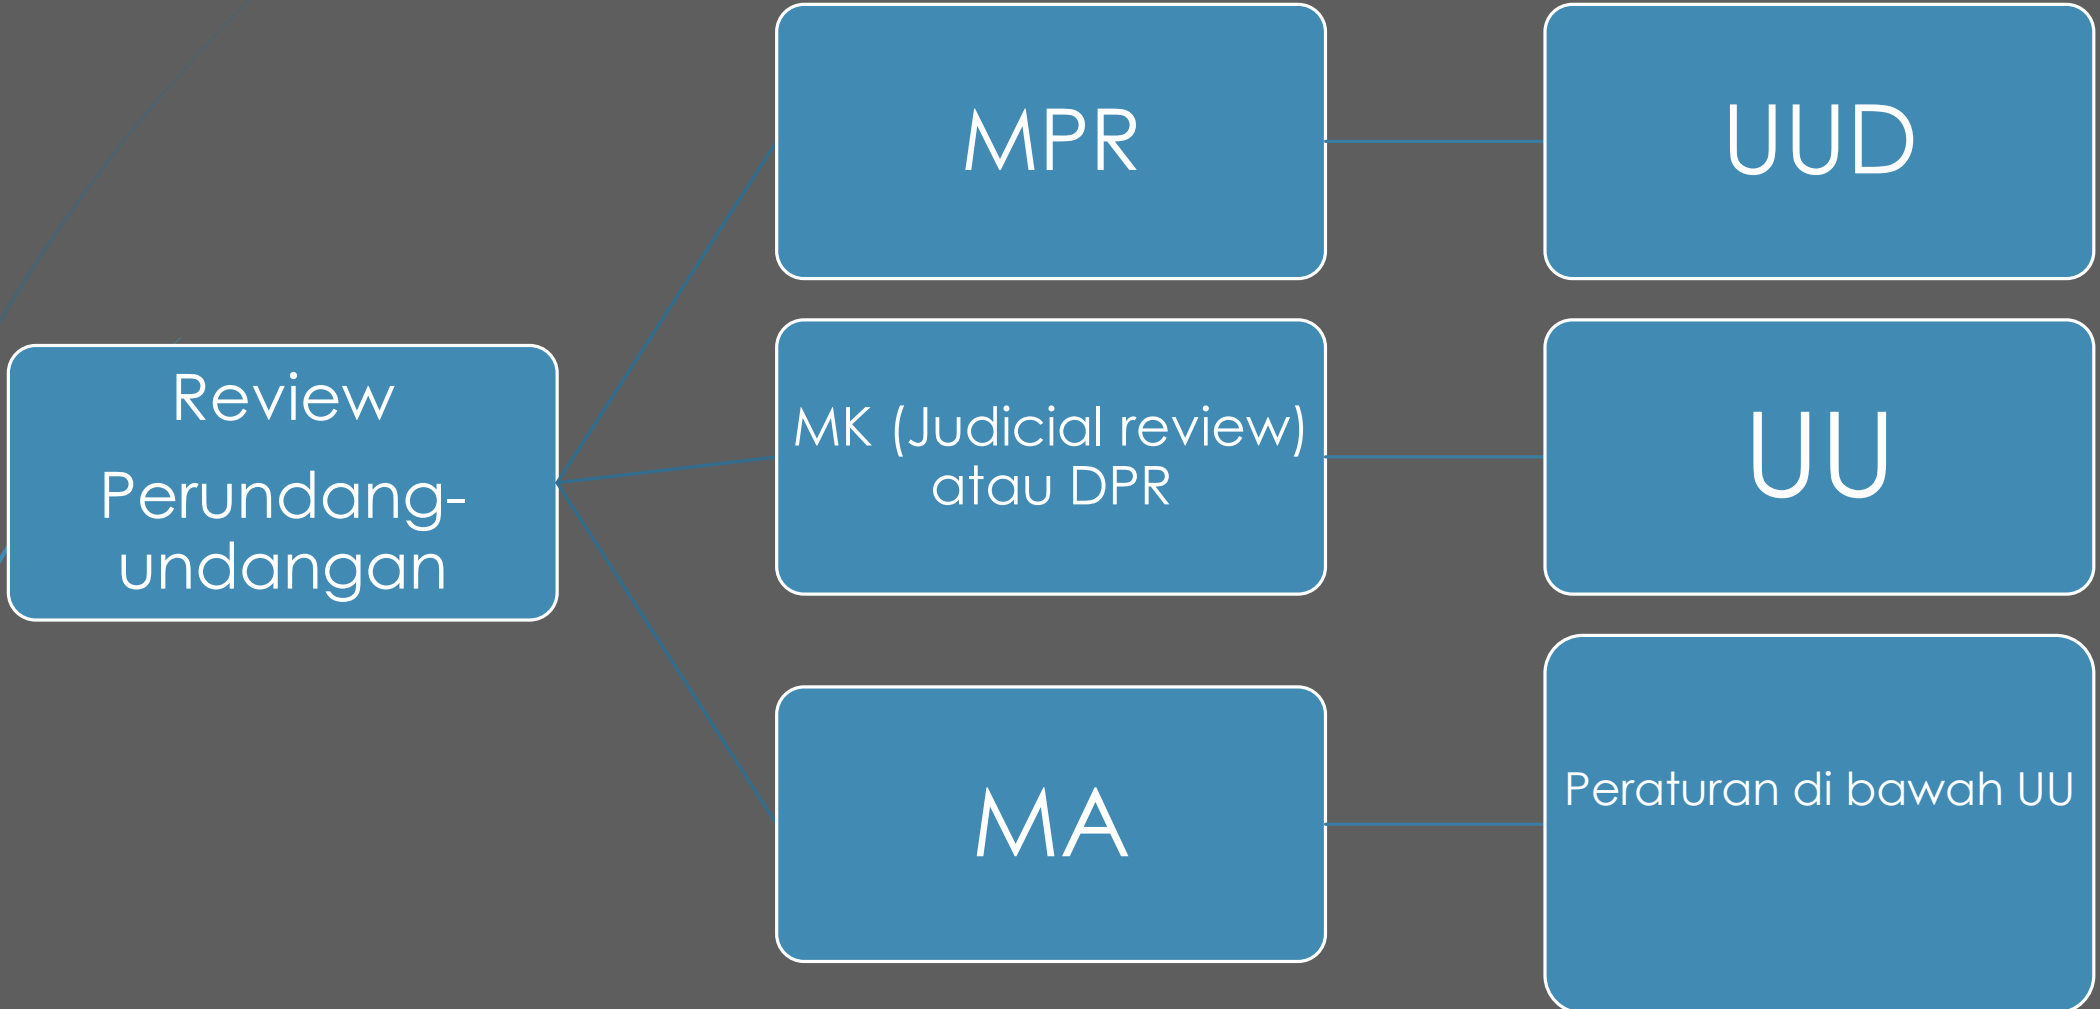 Review
Perundang-
undangan
MPR
UUD
MK (Judicial review)
atau DPR
UU
MA
Peraturan di bawah UU